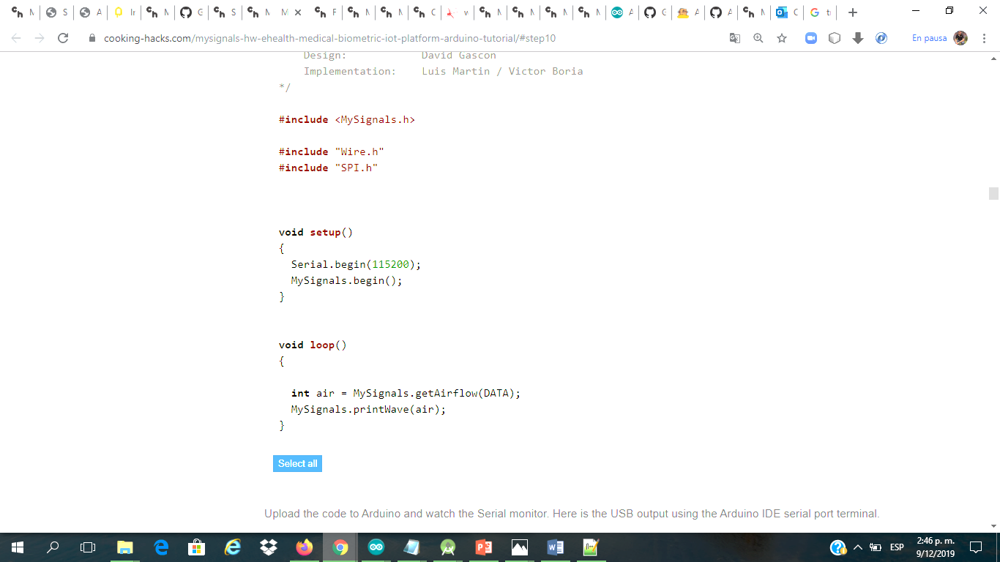 M
S
A
Ir
M
G
S
M
M
F
M
M
C
w
M
M
M
M
A
G
A
A
M
C
t
cooking-hacks.com/mysignals-hw-ehealth-medical-biometric-iot-platform-arduino-tutorial/#step10
En pausa
Design: David Gascon
Implementation: Luis Martin / Victor Boria
*/
#include <MySignals.h>
#include "Wire.h"
#include "SPI.h"
void setup()
{
Serial.begin(115200);
MySignals.begin();
}
void loop()
{
int air = MySignals.getAirflow(DATA);
MySignals.printWave(air);
}
Select all
Upload the code to Arduino and watch the Serial monitor. Here is the USB output using the Arduino IDE serial port terminal.
ESP
2:46 p. m.
9/12/2019